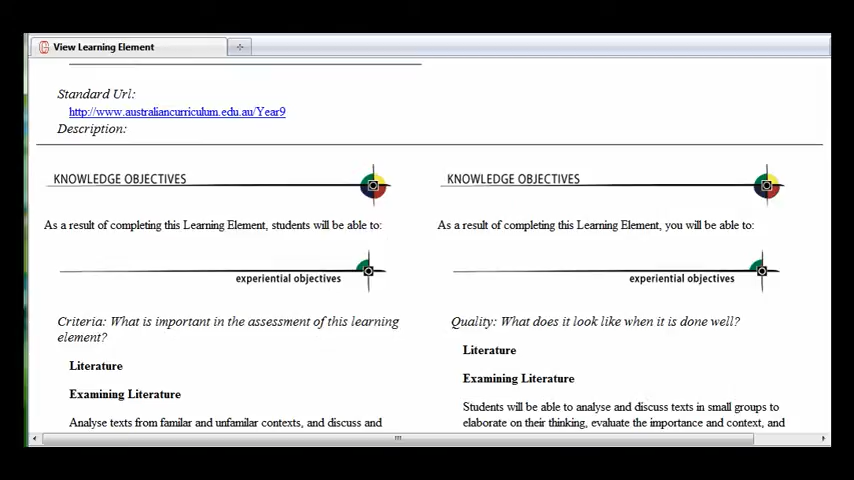 View Learning Element
Standard Url:
http://www.australiancurriculum.edu.au/Year9
Description:
KNOWLEDGE OBJECTIVES
As a result of completing this Learning Element, students will be able to:
experiential objectives
Criteria: What is important in the assessment of this learning
element?
Literature
Examining Literature
Analyse texts from familar and unfamilar contexts, and discuss and
KNOWLEDGE OBJECTIVES
As a result of completing this Learning Element, you will be able to:
experiential objectives
Quality: What does it look like when it is done well?
Literature
Examining Literature
Students will be able to analyse and discuss texts in small groups to
elaborate on their thinking, evaluate the importance and context, and